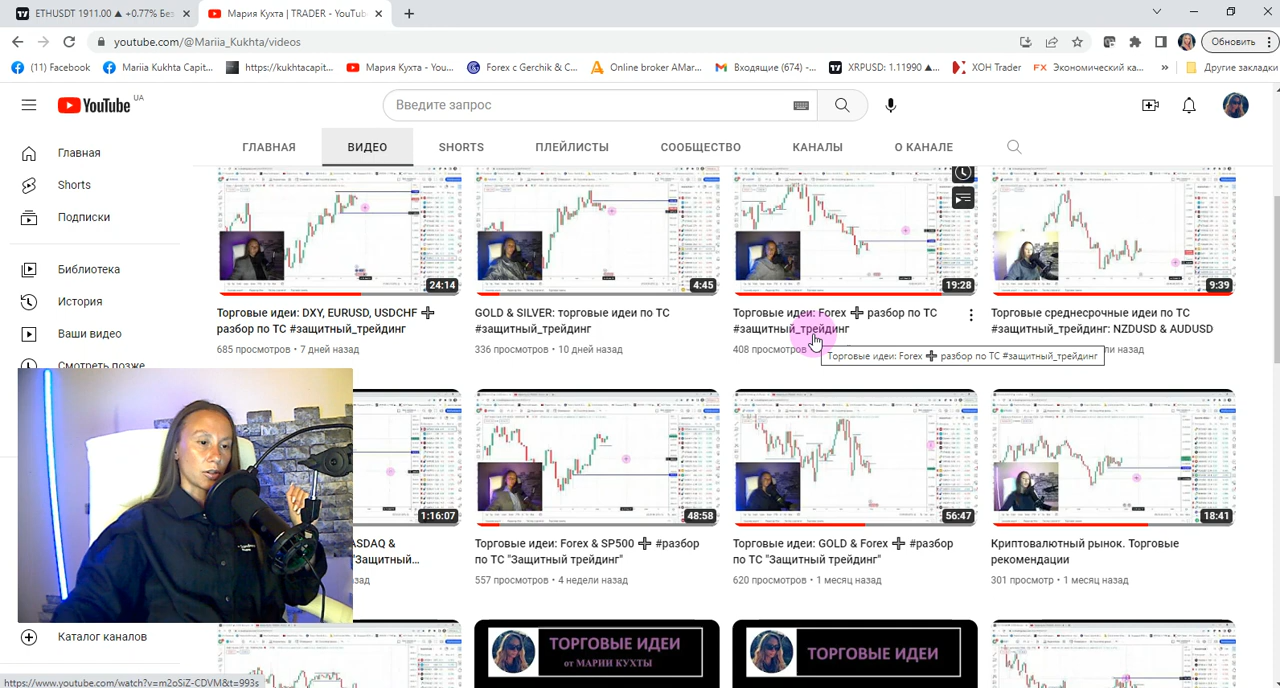 ETHUSDT 1911.00 ▲ +0.77% Без
Мария Кухта | TRADER - YouTub
youtube.com/@Mariia_Kukhta/videos
Обновить
(11) Facebook
Mariia Kukhta Capit...
https://kukhtacapit...
Мария Кухта - You...
Forex c Gerchik & C...
Online broker AMar...
Входящие (674) -...
XRPUSD: 1.11990 ▲...
XOH Trader
FX Экономический ка...
»
Другие закладки
YouTube UA
Введите запрос
ГЛАВНАЯ
ВИДЕО
SHORTS
ПЛЕЙЛИСТЫ
СООБЩЕСТВО
КАНАЛЫ
О КАНАЛЕ
Главная
Shorts
Подписки
Библиотека
История
Ваши видео
Смотреть позже
Каталог каналов
24:14
4:45
19:28
9:39
Торговые идеи: DXY, EURUSD, USDCHF ➕
разбор по ТС #защитный_трейдинг
685 просмотров • 7 дней назад
GOLD & SILVER: торговые идеи по ТС
#защитный_трейдинг
336 просмотров • 10 дней назад
Торговые идеи: Forex ➕ разбор по ТС
#защитный_трейдинг
408 просмотров
Торговые идеи: Forex ➕ разбор по ТС #защитный_трейдинг
Торговые среднесрочные идеи по ТС
#защитный_трейдинг: NZDUSD & AUDUSD
ли назад
1:16:07
48:58
56:47
18:41
ASDAQ &
"Защитный...
зад
Торговые идеи: Forex & SP500 ➕ #разбор
по ТС "Защитный трейдинг"
557 просмотров • 4 недели назад
Торговые идеи: GOLD & Forex ➕ #разбор
по ТС "Защитный трейдинг"
620 просмотров • 1 месяц назад
Криптовалютный рынок. Торговые
рекомендации
301 просмотр • 1 месяц назад
ТОРГОВЫЕ ИДЕИ
от МАРИИ КУХТЫ
ТОРГОВЫЕ ИДЕИ